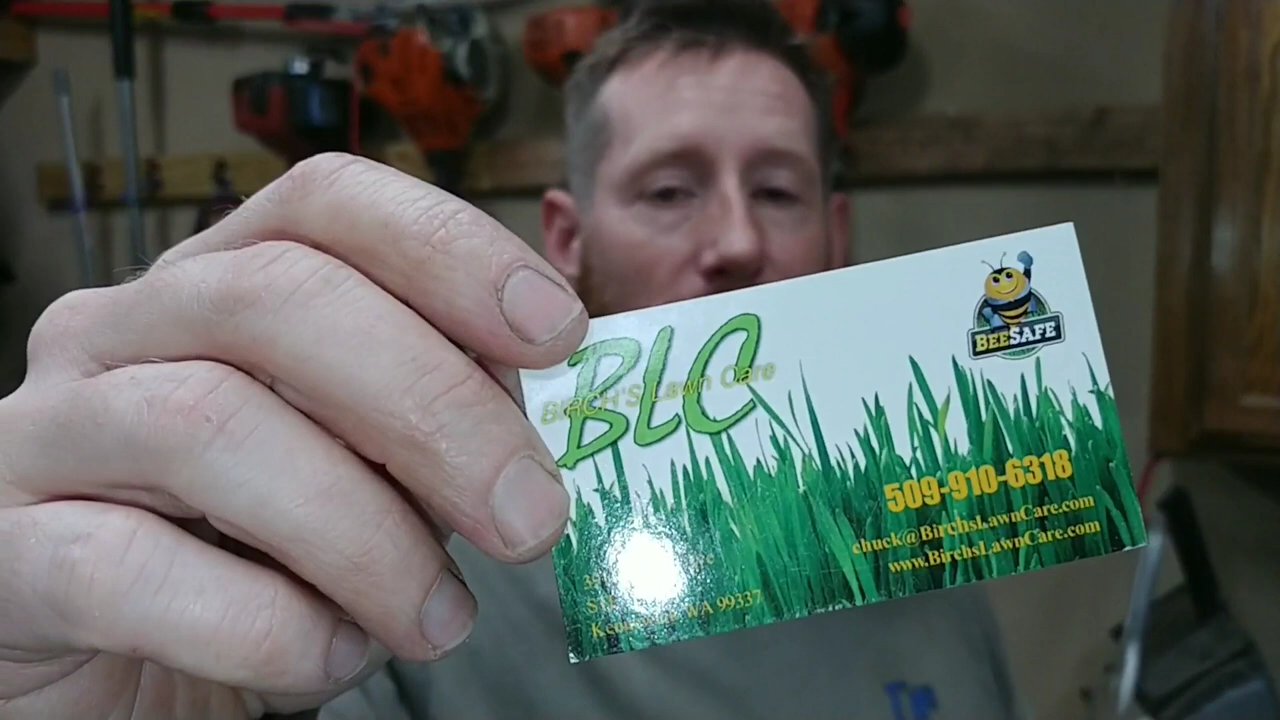 BLC
BIRCH'S Lawn Care
BEESAFE
509-910-6318
chuck@BirchsLawnCare.com
www.BirchsLawnCare.com
WA 99337